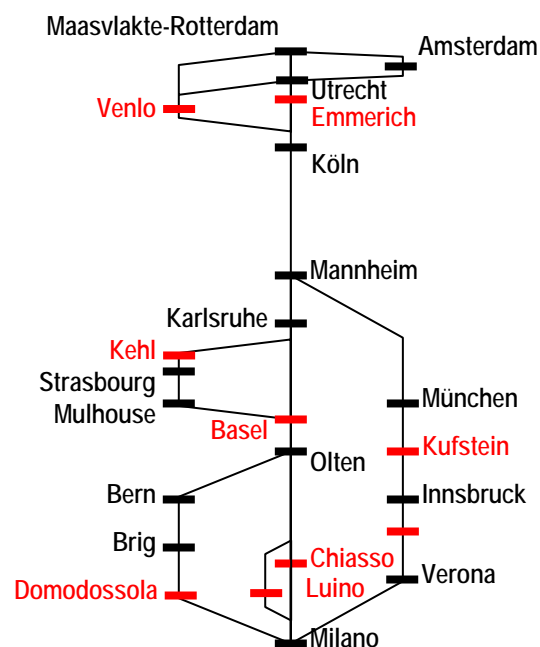 Maasvlakte-Rotterdam
Amsterdam
Utrecht
Venlo
Emmerich
Köln
Mannheim
Karlsruhe
Kehl
Strasbourg
Mulhouse
München
Basel
Kufstein
Olten
Bern
Innsbruck
Brig
Chiasso
Domodossola
Luino
Verona
Milano